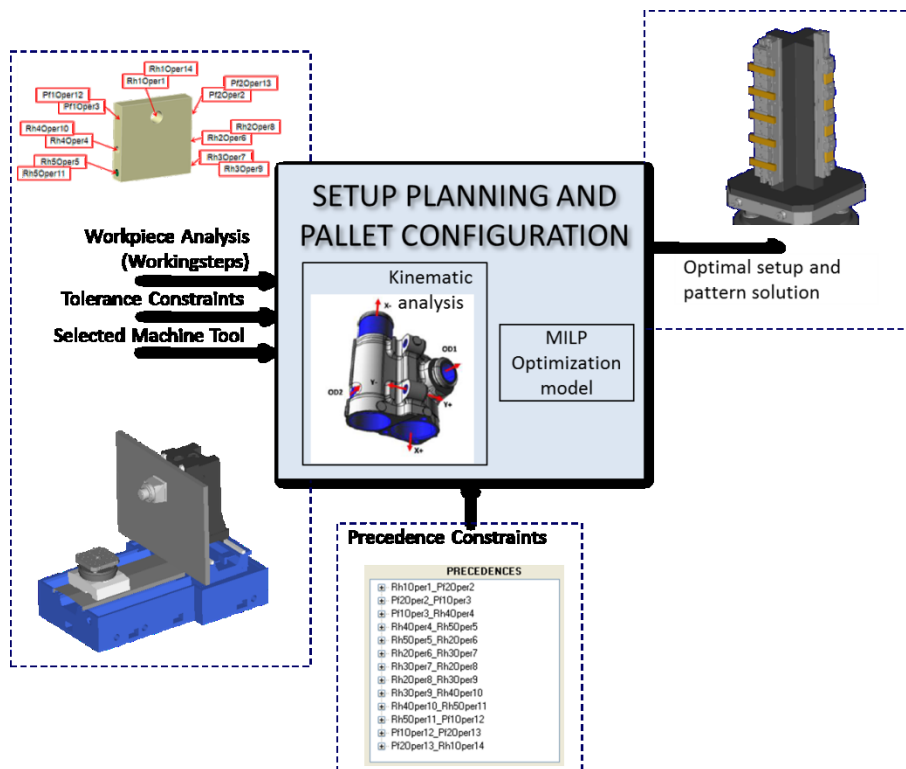 Rh1Oper14
Rh1Oper1
Pf1Oper12
Pf1Oper3
Pf2Oper13
Pf2Oper2
Rh4Oper10
Rh4Oper4
Rh2Oper8
Rh2Oper6
Rh5Oper5
Rh5Oper11
Rh3Oper7
Rh3Oper9
Workpiece Analysis
(Workingsteps)
Tolerance Constraints
Selected Machine Tool
SETUP PLANNING AND
PALLET CONFIGURATION
Kinematic
analysis
X-
OD1
Y-
OD2
Y+
X+
MILP
Optimization
model
Optimal setup and
pattern solution
Precedence Constraints
PRECEDENCES
Rh1Oper1_Pf2Oper2
Pf2Oper2_Pf1Oper3
Pf1Oper3_Rh4Oper4
Rh4Oper4_Rh5Oper5
Rh5Oper5_Rh2Oper6
Rh2Oper6_Rh3Oper7
Rh3Oper7_Rh2Oper8
Rh2Oper8_Rh3Oper9
Rh3Oper9_Rh4Oper10
Rh4Oper10_Rh5Oper11
Rh5Oper11_Pf1Oper12
Pf1Oper12_Pf2Oper13
Pf2Oper13_Rh1Oper14